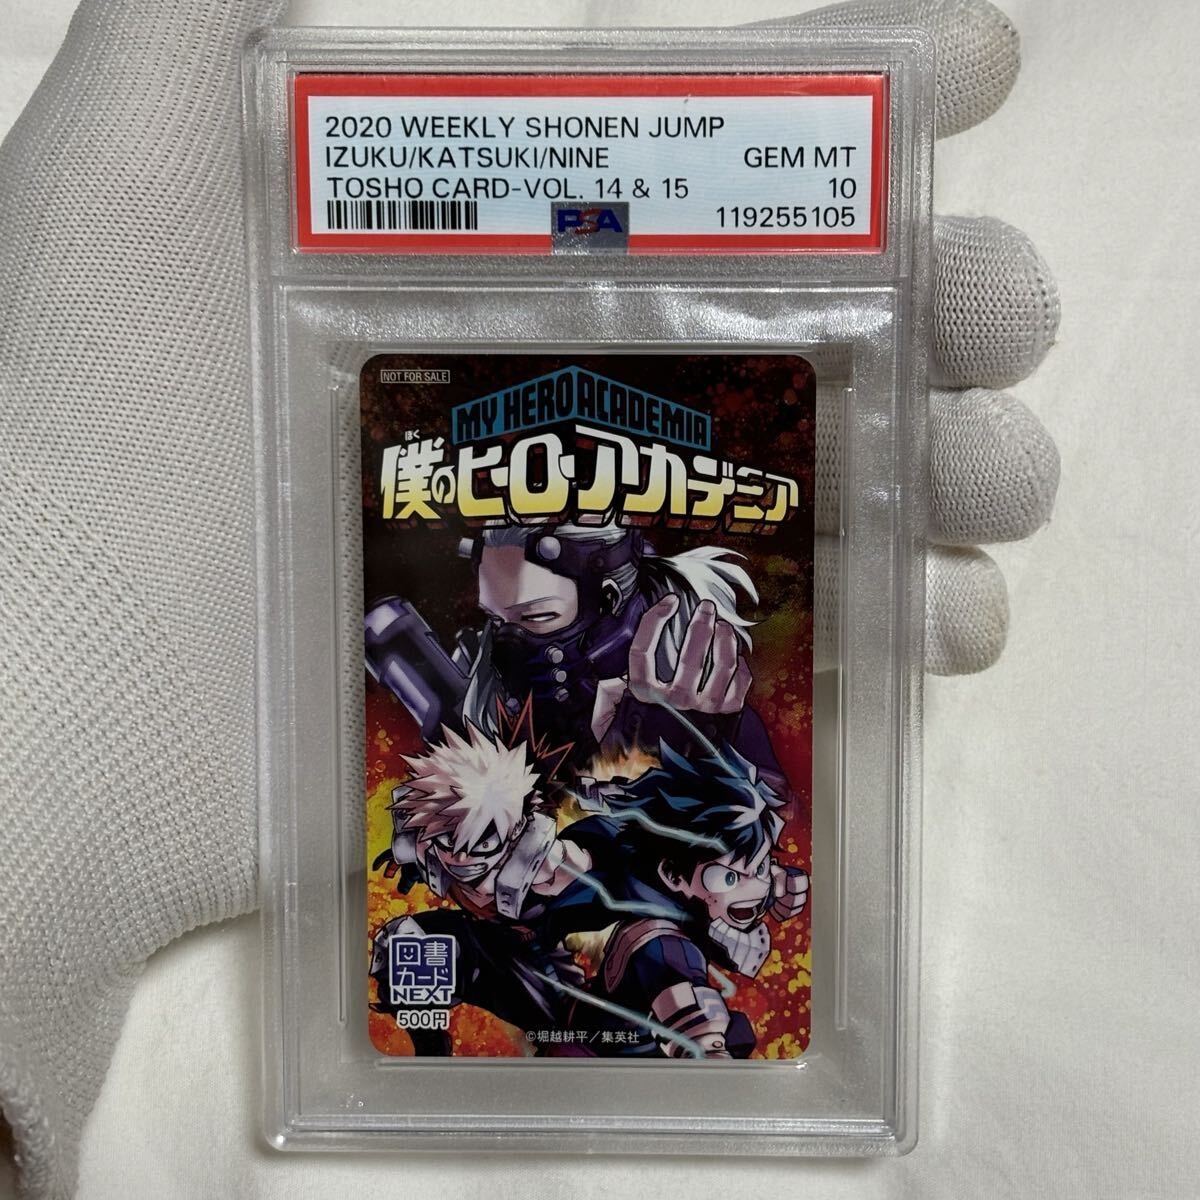 2020 WEEKLY SHONEN JUMP
IZUKU/KATSUKI/NINE GEM MT
TOSHO CARD-VOL. 14 & 15 10
PSA 119255105
NOT FOR SALE
MY HERO ACADEMIA
ぼく
僕のヒーローアカデミア
図書
カード
NEXT
500円
©堀越耕平／集英社